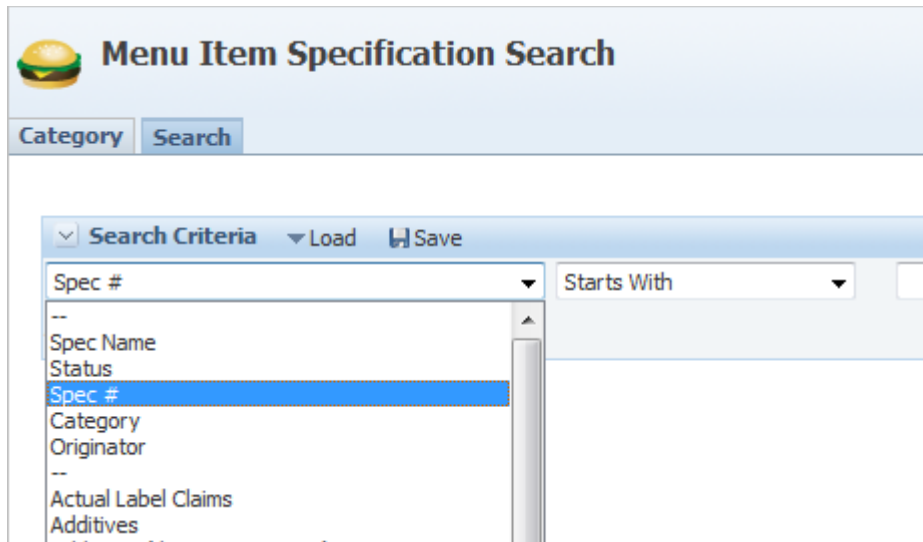 Menu Item Specification Search
Category Search
Search Criteria Load Save
Spec # Starts With
--
Spec Name
Status
Spec #
Category
Originator
--
Actual Label Claims
Additives